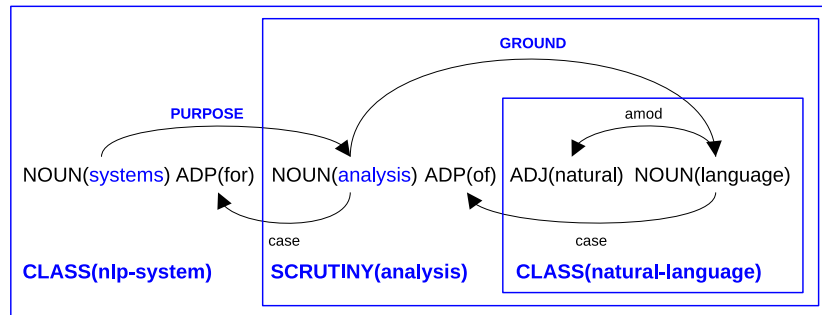 GROUND
PURPOSE
amod
NOUN(systems) ADP(for) NOUN(analysis) ADP(of) ADJ(natural) NOUN(language)
case case
CLASS(nlp-system) SCRUTINY(analysis) CLASS(natural-language)